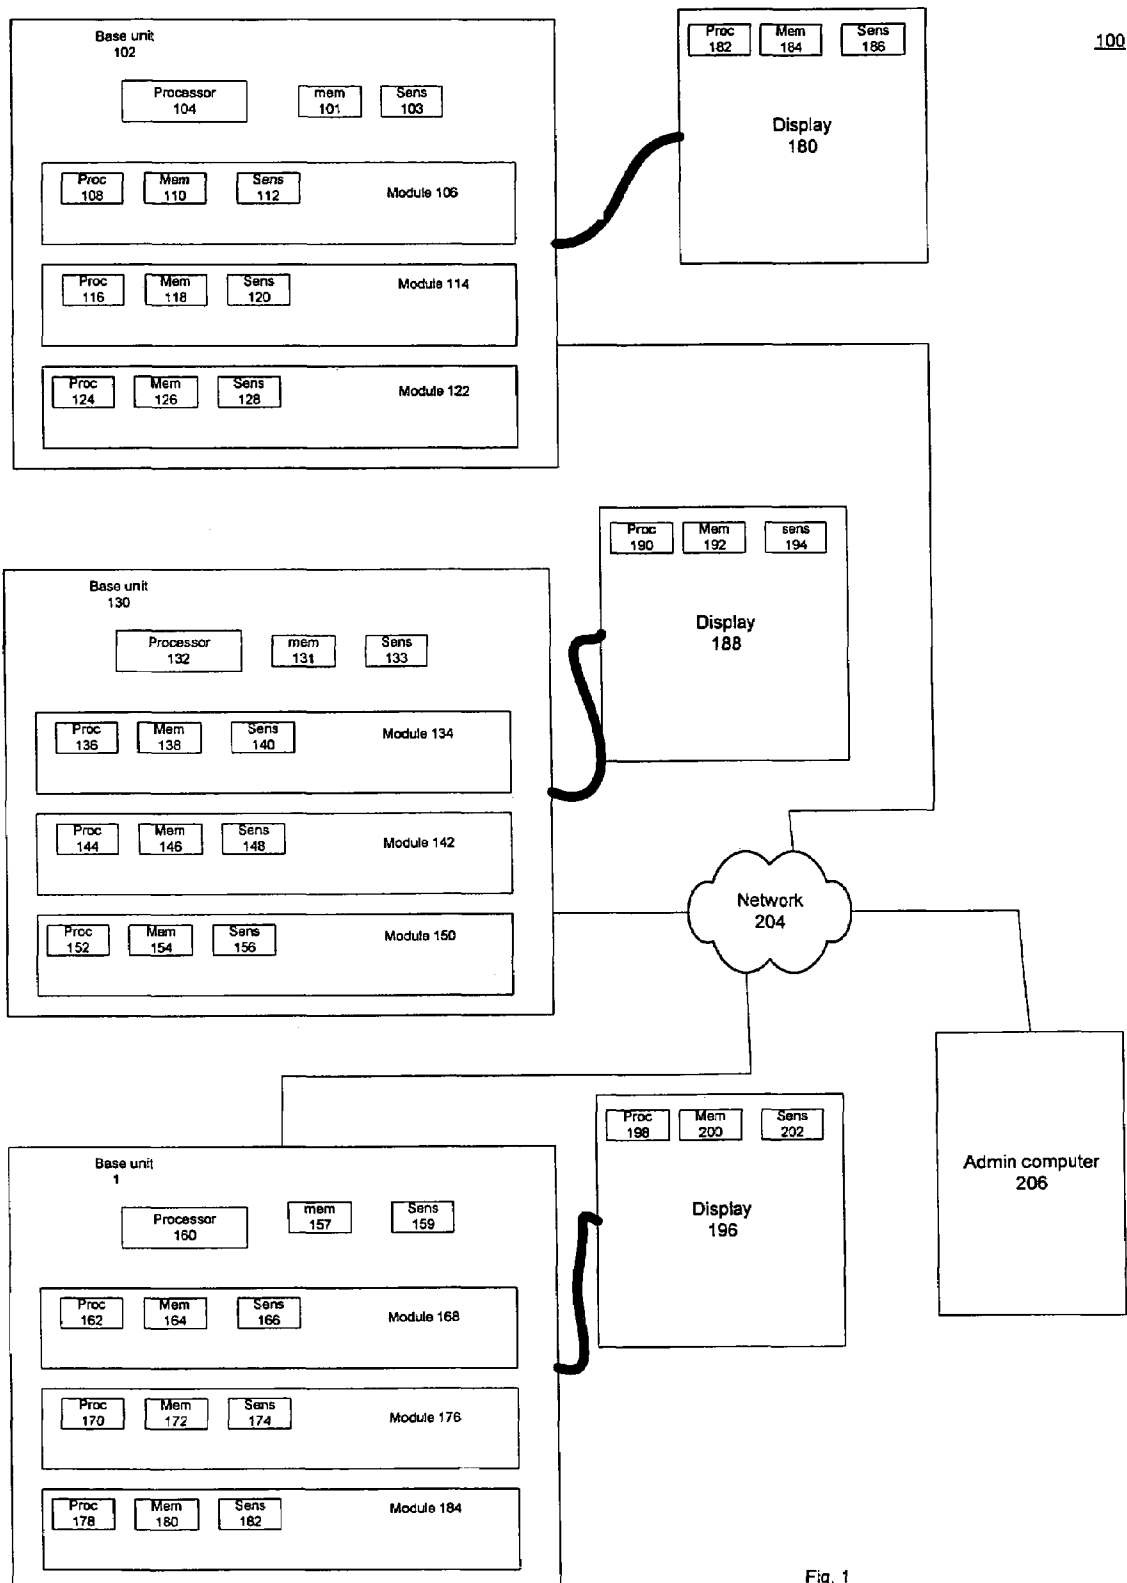 100
Base unit
102
Processor
104
mem
101
Sens
103
Proc
108
Mem
110
Sens
112
Module 106
Proc
116
Mem
118
Sens
120
Module 114
Proc
124
Mem
126
Sens
128
Module 122
Proc
182
Mem
184
Sens
186
Display
180
Base unit
130
Processor
132
mem
131
Sens
133
Proc
136
Mem
138
Sens
140
Module 134
Proc
144
Mem
146
Sens
148
Module 142
Proc
152
Mem
154
Sens
156
Module 150
Proc
190
Mem
192
sens
194
Display
188
Network
204
Base unit
1
Processor
160
mem
157
Sens
159
Proc
162
Mem
164
Sens
166
Module 168
Proc
170
Mem
172
Sens
174
Module 176
Proc
178
Mem
180
Sens
182
Module 184
Proc
198
Mem
200
Sens
202
Display
196
Admin computer
206
Fig. 1